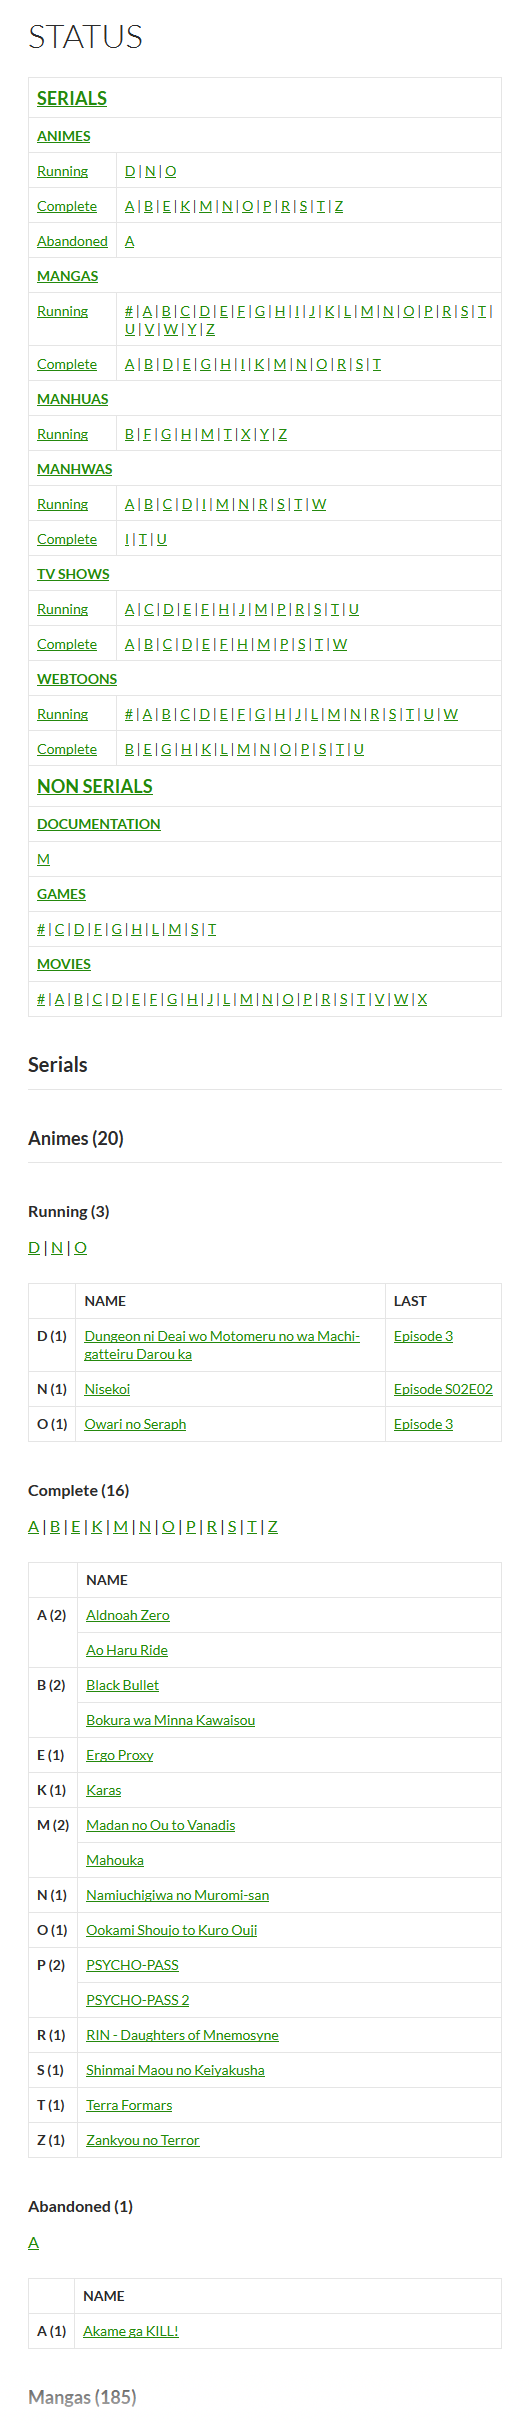 STATUS
SERIALS
ANIMES
Running D | N | O
Complete A | B | E | K | M | N | O | P | R | S | T | Z
Abandoned A
MANGAS
Running # | A | B | C | D | E | F | G | H | I | J | K | L | M | N | O | P | R | S | T |
U | V | W | Y | Z
Complete A | B | D | E | G | H | I | K | M | N | O | R | S | T
MANHUAS
Running B | F | G | H | M | T | X | Y | Z
MANHWAS
Running A | B | C | D | I | M | N | R | S | T | W
Complete I | T | U
TV SHOWS
Running A | C | D | E | F | H | J | M | P | R | S | T | U
Complete A | B | C | D | E | F | H | M | P | S | T | W
WEBTOONS
Running # | A | B | C | D | E | F | G | H | J | L | M | N | R | S | T | U | W
Complete B | E | G | H | K | L | M | N | O | P | S | T | U
NON SERIALS
DOCUMENTATION
M
GAMES
# | C | D | F | G | H | L | M | S | T
MOVIES
# | A | B | C | D | E | F | G | H | J | L | M | N | O | P | R | S | T | V | W | X
Serials
Animes (20)
Running (3)
D | N | O
NAME LAST
D (1) Dungeon ni Deai wo Motomeru no wa Machi- Episode 3
gatteiru Darou ka
N (1) Nisekoi Episode S02E02
O (1) Owari no Seraph Episode 3
Complete (16)
A | B | E | K | M | N | O | P | R | S | T | Z
NAME
A (2) Aldnoah Zero
Ao Haru Ride
B (2) Black Bullet
Bokura wa Minna Kawaisou
E (1) Ergo Proxy
K (1) Karas
M (2) Madan no Ou to Vanadis
Mahouka
N (1) Namiuchigiwa no Muromi-san
O (1) Ookami Shoujo to Kuro Ouji
P (2) PSYCHO-PASS
PSYCHO-PASS 2
R (1) RIN - Daughters of Mnemosyne
S (1) Shinmai Maou no Keiyakusha
T (1) Terra Formars
Z (1) Zankyou no Terror
Abandoned (1)
A
NAME
A (1) Akame ga KILL!
Mangas (185)